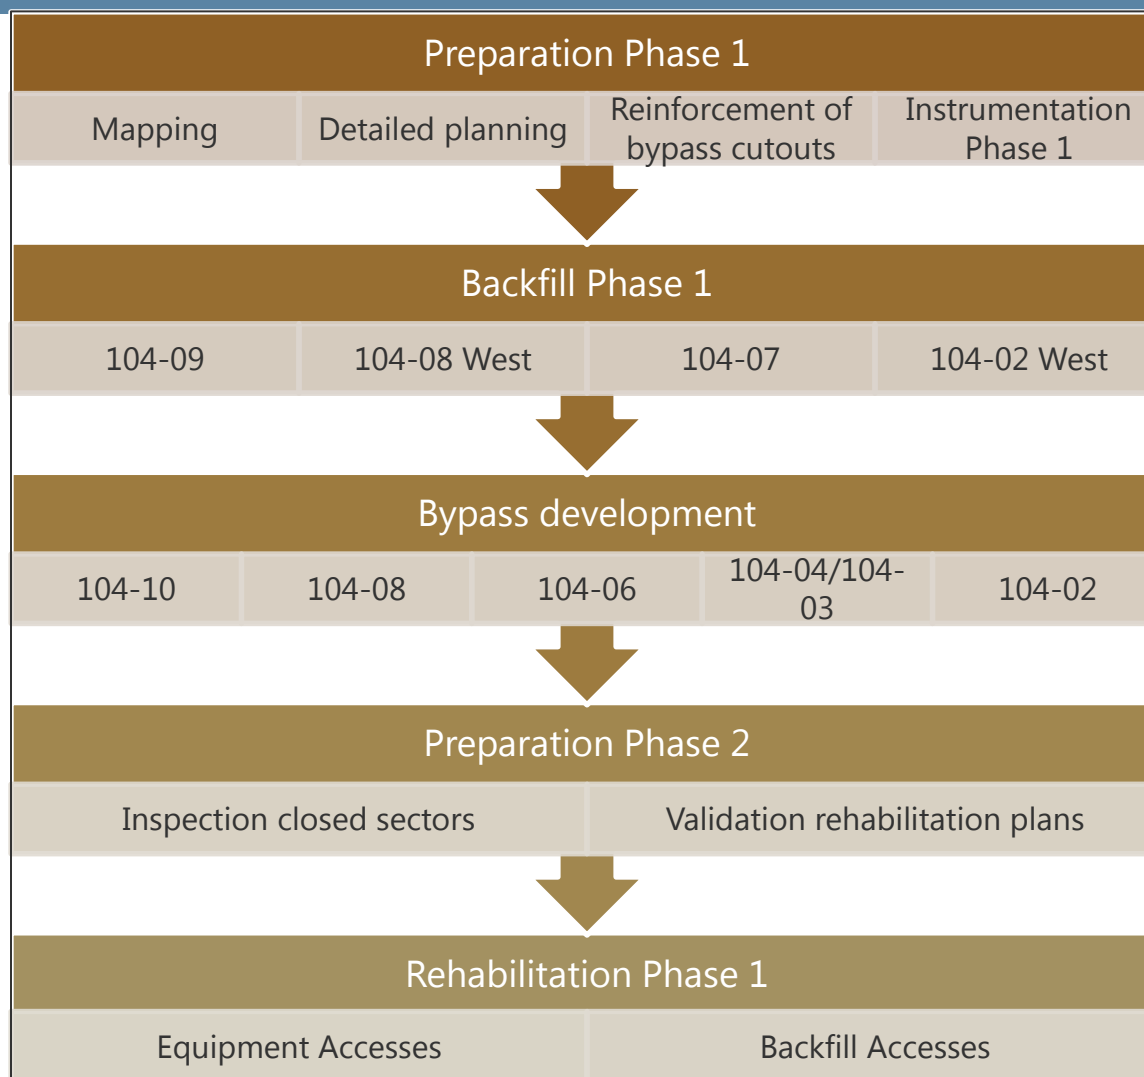 Preparation Phase 1
Mapping
Detailed planning
Reinforcement of
bypass cutouts
Instrumentation
Phase 1
Backfill Phase 1
104-09
104-08 West
104-07
104-02 West
Bypass development
104-10
104-08
104-06
104-04/104-
03
104-02
Preparation Phase 2
Inspection closed sectors
Validation rehabilitation plans
Rehabilitation Phase 1
Equipment Accesses
Backfill Accesses